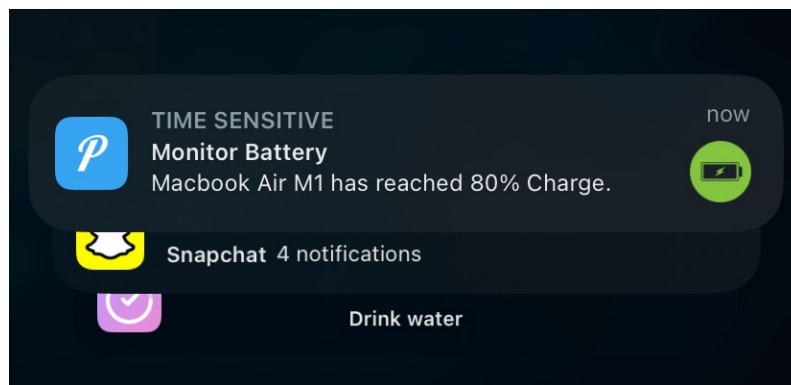 TIME SENSITIVE
now
Monitor Battery
Macbook Air M1 has reached 80% Charge.
Snapchat 4 notifications
Drink water